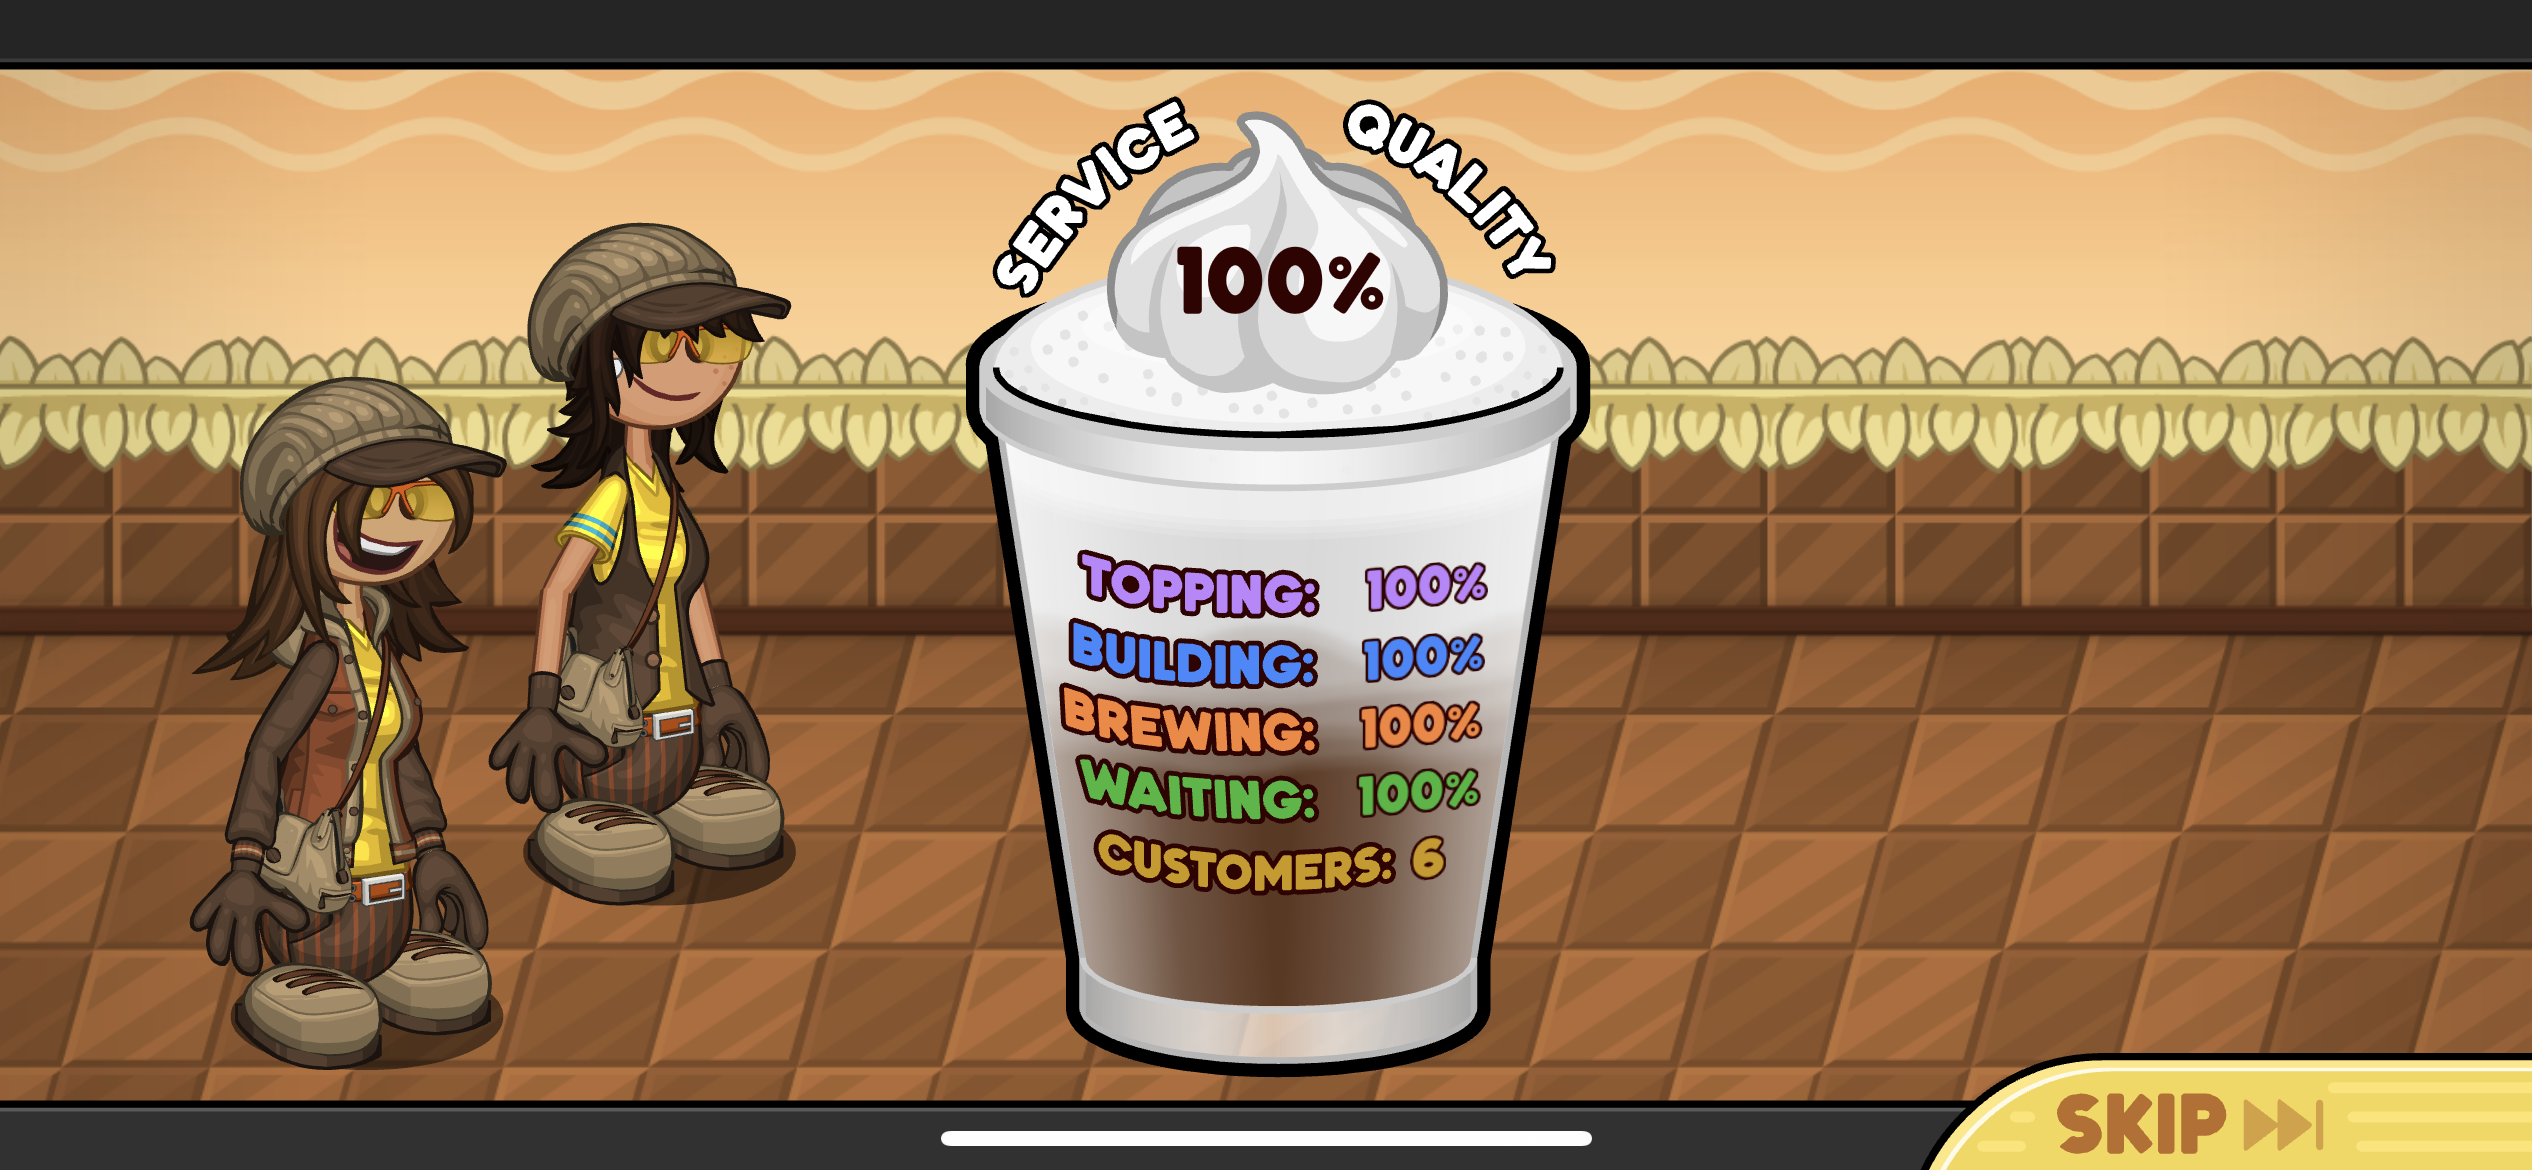 SERVICE QUALITY
100%
TOPPING: 100%
BUILDING: 100%
BREWING: 100%
WAITING: 100%
CUSTOMERS: 6
SKIP